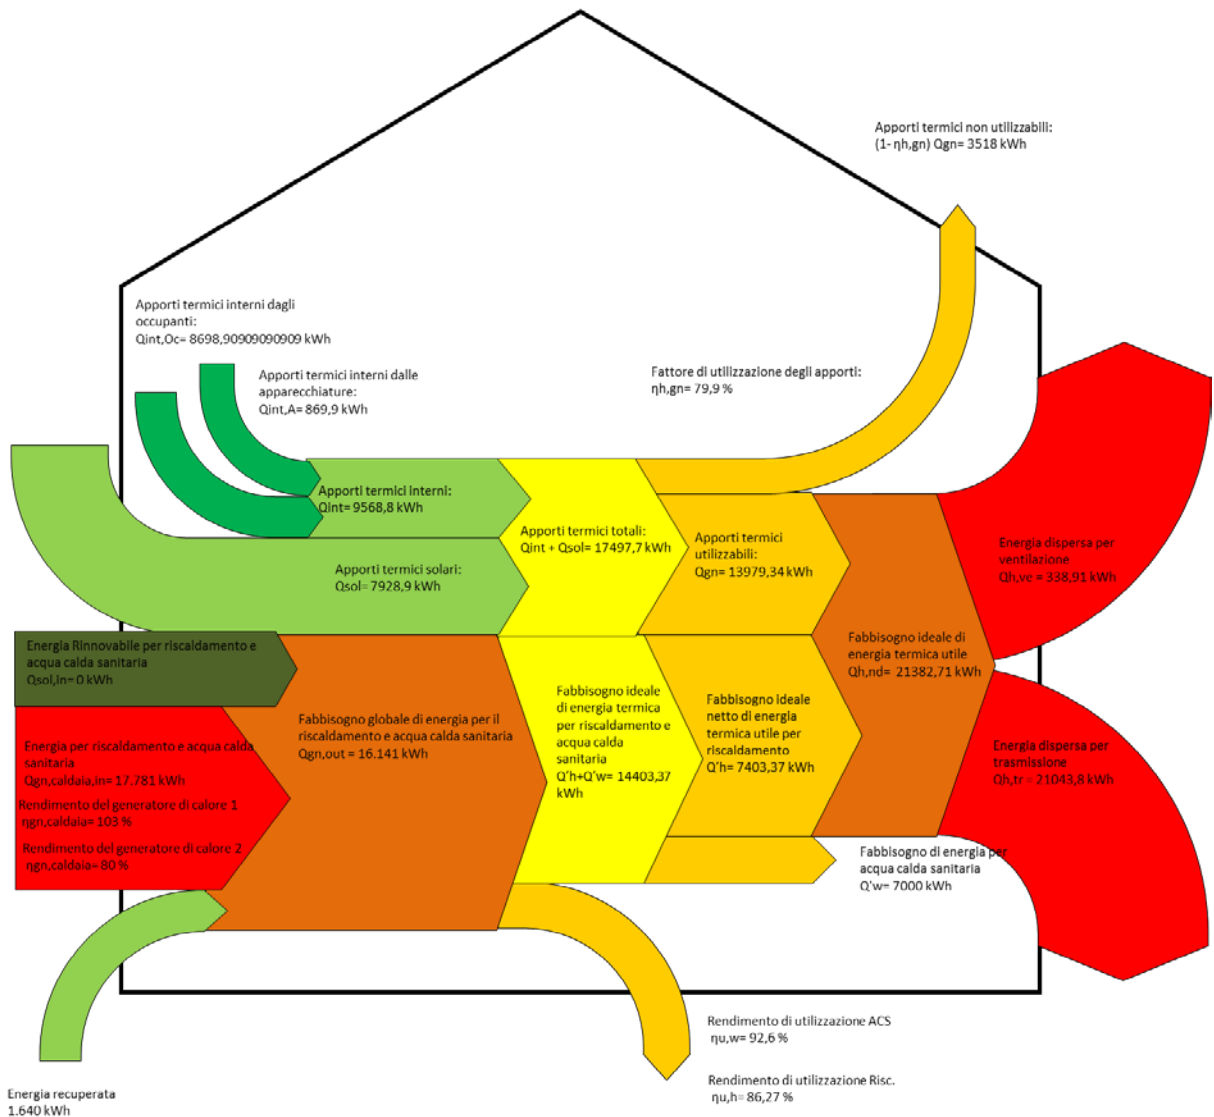 Apporti termici non utilizzabili:
(1- ηh,gn) Qgn= 3518 kWh
Apporti termici interni dagli
occupanti:
Qint,Oc= 8698,90909090909 kWh
Apporti termici interni dalle
apparecchiature:
Qint,A= 869,9 kWh
Fattore di utilizzazione degli apporti:
ηh,gn= 79,9 %
Apporti termici interni:
Qint= 9568,8 kWh
Apporti termici solari:
Qsol= 7928,9 kWh
Apporti termici totali:
Qint + Qsol= 17497,7 kWh
Apporti termici
utilizzabili:
Qgn= 13979,34 kWh
Energia dispersa per
ventilazione
Qh,ve = 338,91 kWh
Energia Rinnovabile per riscaldamento e
acqua calda sanitaria
Qsol,In= 0 kWh
Fabbisogno globale di energia per il
riscaldamento e acqua calda sanitaria
Qgn,out = 16.141 kWh
Fabbisogno ideale
di energia termica
per riscaldamento e
acqua calda
sanitaria
Q'h+Q'w= 14403,37
kWh
Fabbisogno ideale
netto di energia
termica utile per
riscaldamento
Q'h= 7403,37 kWh
Fabbisogno ideale di
energia termica utile
Qh,nd= 21382,71 kWh
Energia dispersa per
trasmissione
Qh,tr = 21043,8 kWh
Energia per riscaldamento e acqua calda
sanitaria
Qgn,caldaia,in= 17.781 kWh
Rendimento del generatore di calore 1
ηgn,caldaia= 103 %
Rendimento del generatore di calore 2
ηgn,caldaia= 80 %
Fabbisogno di energia per
acqua calda sanitaria
Q'w= 7000 kWh
Rendimento di utilizzazione ACS
ηu,w= 92,6 %
Rendimento di utilizzazione Risc.
ηu,h= 86,27 %
Energia recuperata
1.640 kWh